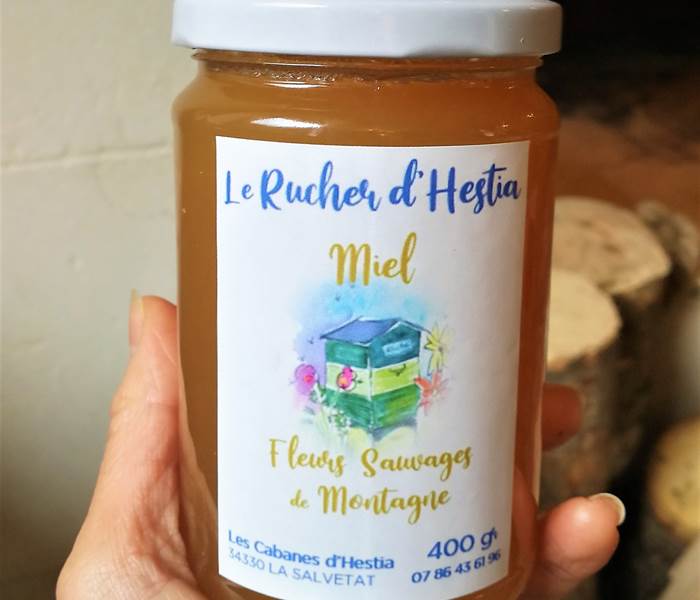 Le Rucher d'Hestia
Miel
Fleurs Sauvages
de Montagne
Les Cabanes d'Hestia
34330 LA SALVETAT
400 gr
07 86 43 61 96